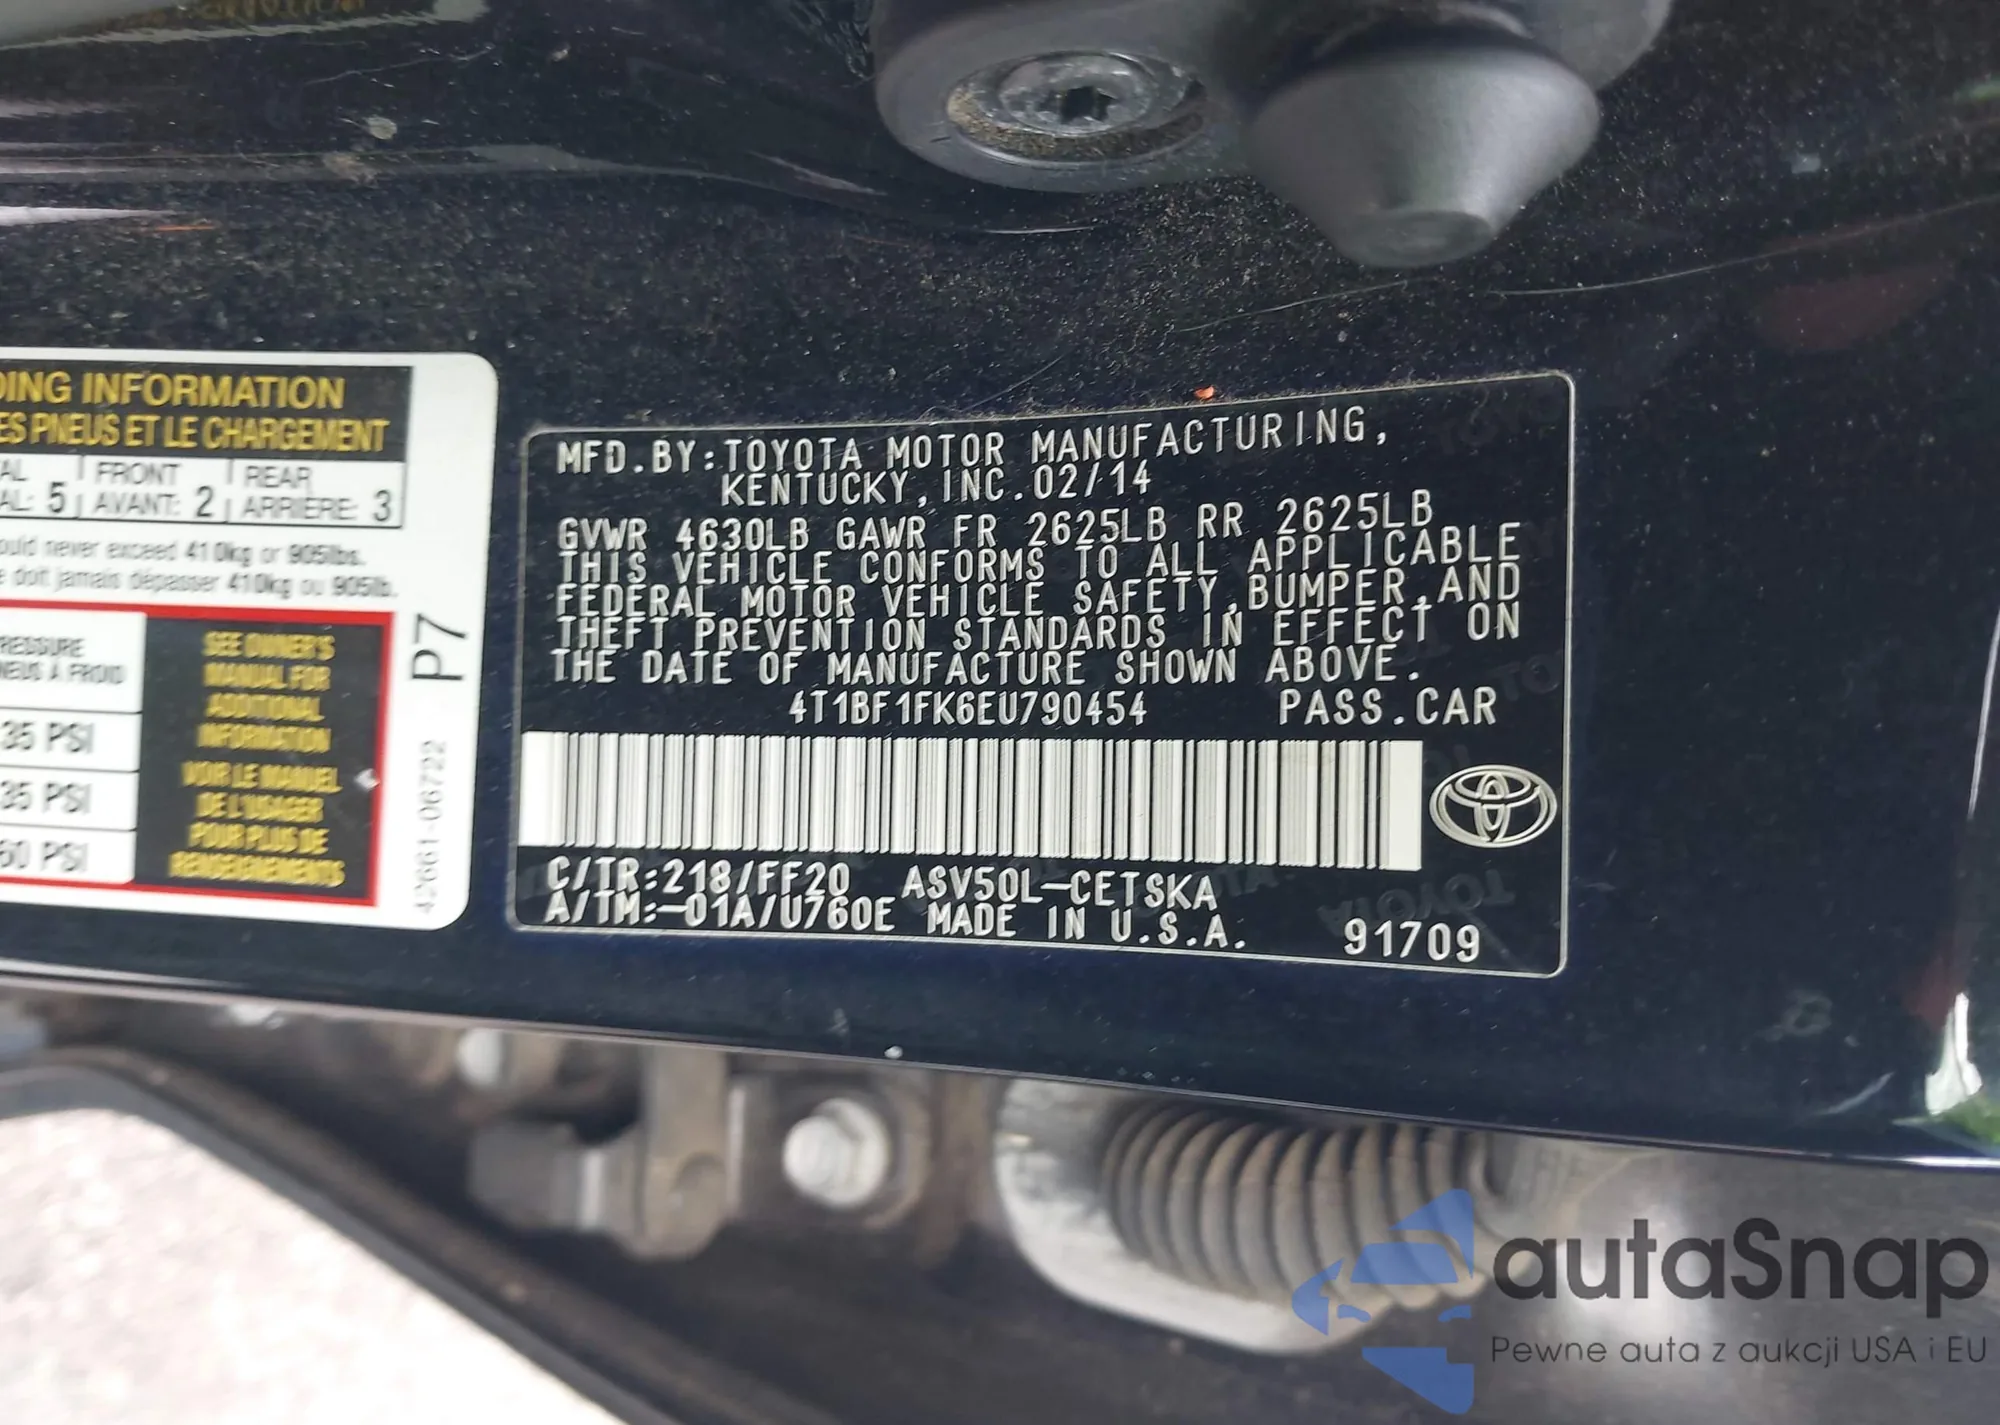 DING INFORMATION
ES PNEUS ET LE CHARGEMENT
AL FRONT REAR
AL: 5 AVANT: 2 ARRIÈRE: 3
ould never exceed 410kg or 905lbs.
e doit jamais dépasser 410kg ou 905lb.
RESSURE
NEUS À FROID
35 PSI
35 PSI
60 PSI
SEE OWNER'S
MANUAL FOR
ADDITIONAL
INFORMATION
VOIR LE MANUEL
DE L'USAGER
POUR PLUS DE
RENSEIGNEMENTS
P7
42661-06722
MFD.BY:TOYOTA MOTOR MANUFACTURING,
KENTUCKY,INC.02/14
GVWR 4630LB GAWR FR 2625LB RR 2625LB
THIS VEHICLE CONFORMS TO ALL APPLICABLE
FEDERAL MOTOR VEHICLE SAFETY,BUMPER,AND
THEFT PREVENTION STANDARDS IN EFFECT ON
THE DATE OF MANUFACTURE SHOWN ABOVE.
4T1BF1FK6EU790454 PASS.CAR
C/TR:218/FF20 ASV50L-CETSKA
A/TM:-01A/U760E MADE IN U.S.A. 91709
autaSnap
Pewne auta z aukcji USA i EU